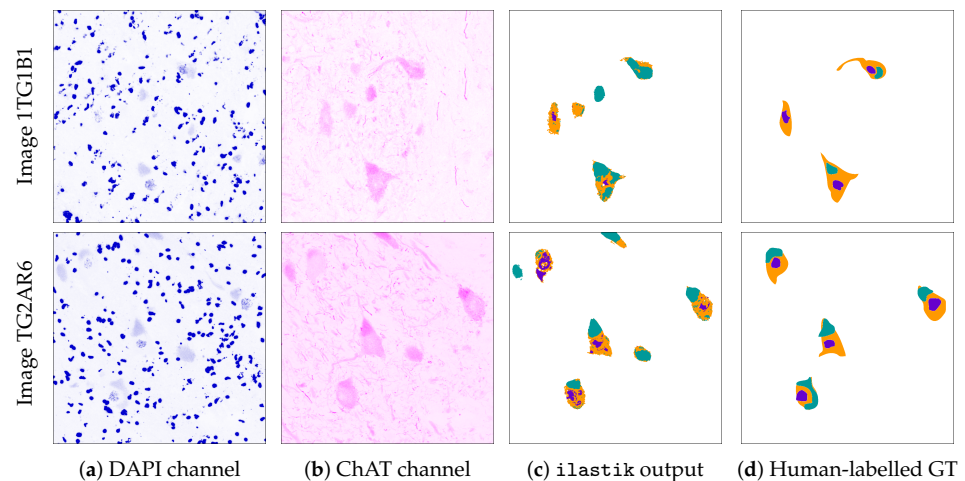 Image 1TG1B1
Image TG2AR6
(a) DAPI channel
(b) ChAT channel
(c) ilastik output
(d) Human-labelled GT